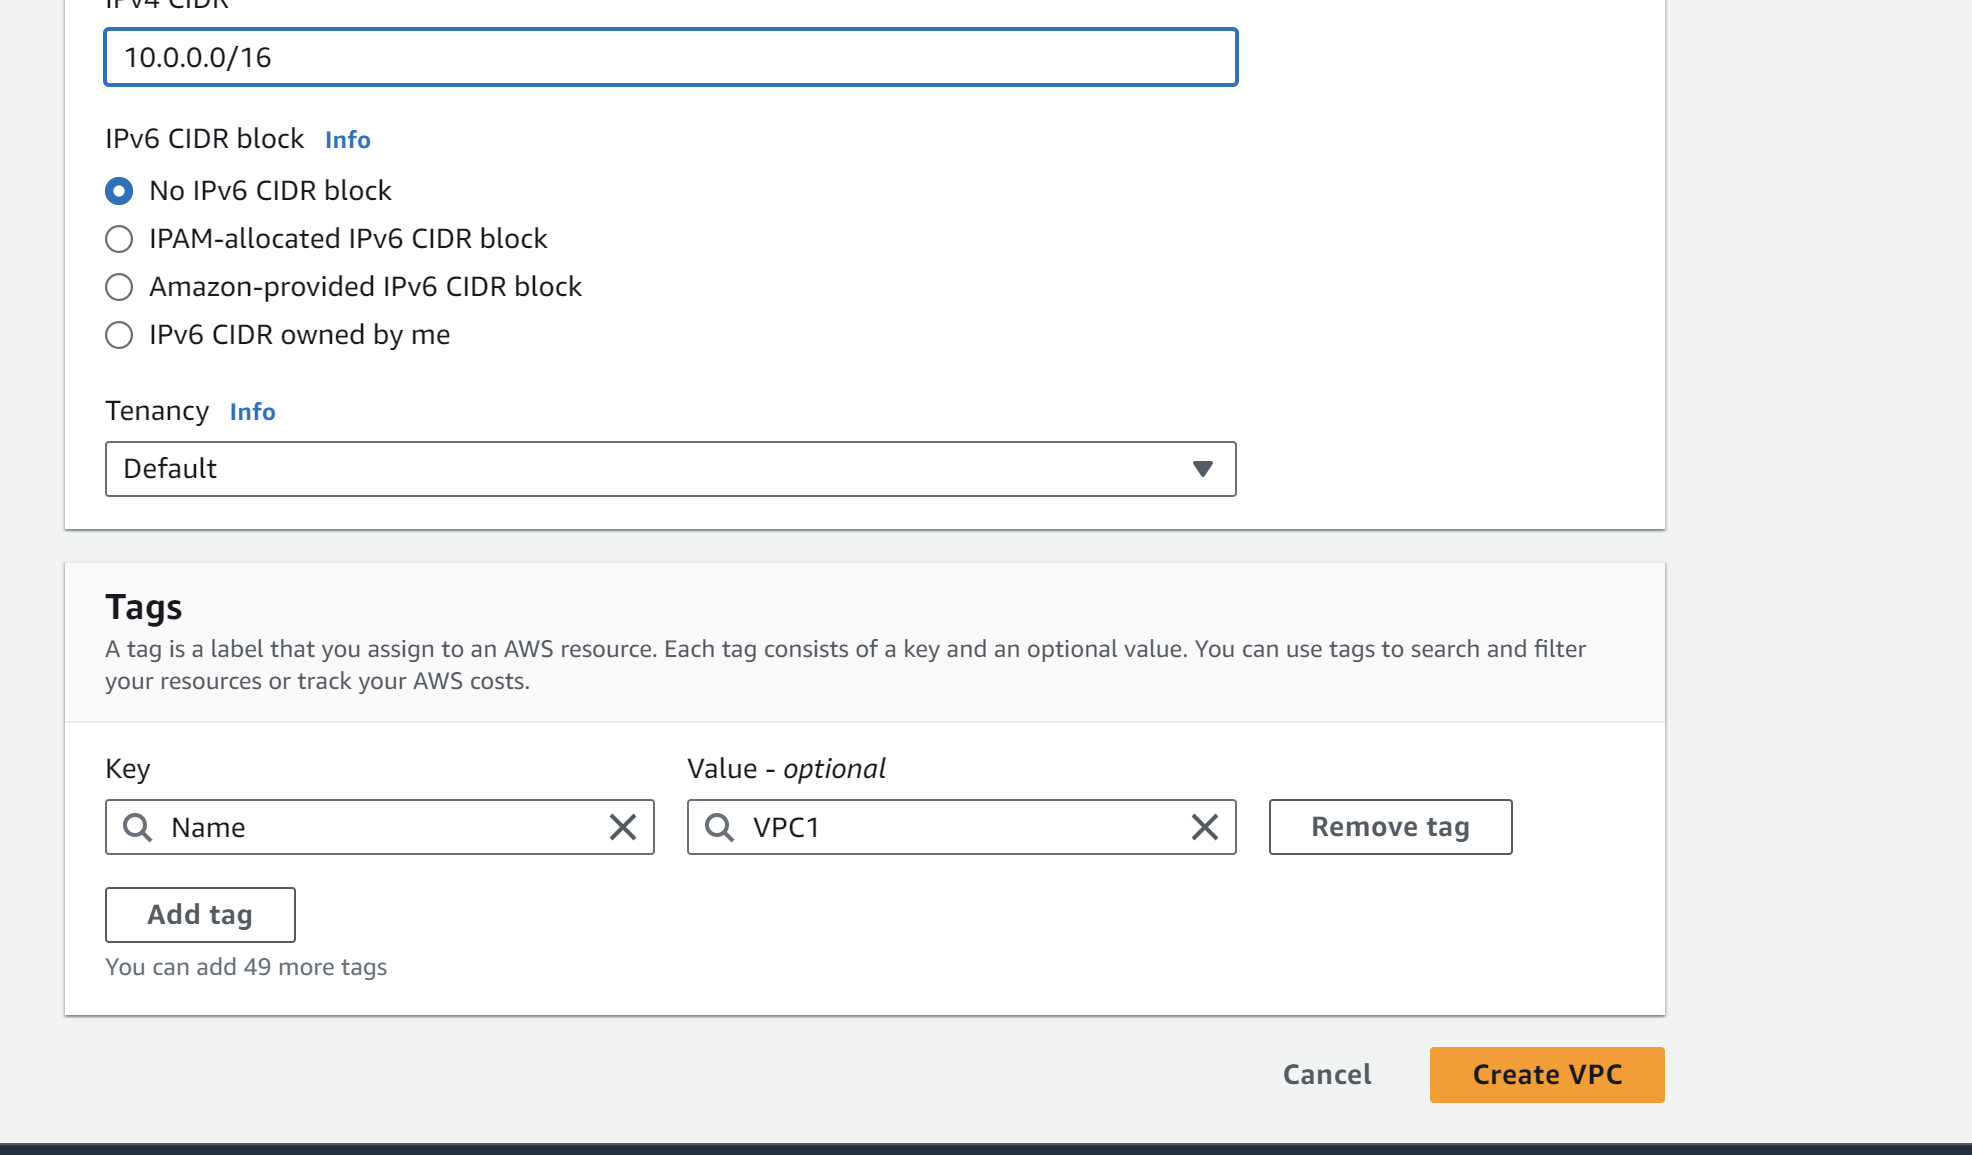 IPv4 CIDR
10.0.0.0/16
IPv6 CIDR block Info
No IPv6 CIDR block
IPAM-allocated IPv6 CIDR block
Amazon-provided IPv6 CIDR block
IPv6 CIDR owned by me
Tenancy Info
Default
Tags
A tag is a label that you assign to an AWS resource. Each tag consists of a key and an optional value. You can use tags to search and filter
your resources or track your AWS costs.
Key Value - optional
Name VPC1 Remove tag
Add tag
You can add 49 more tags
Cancel Create VPC